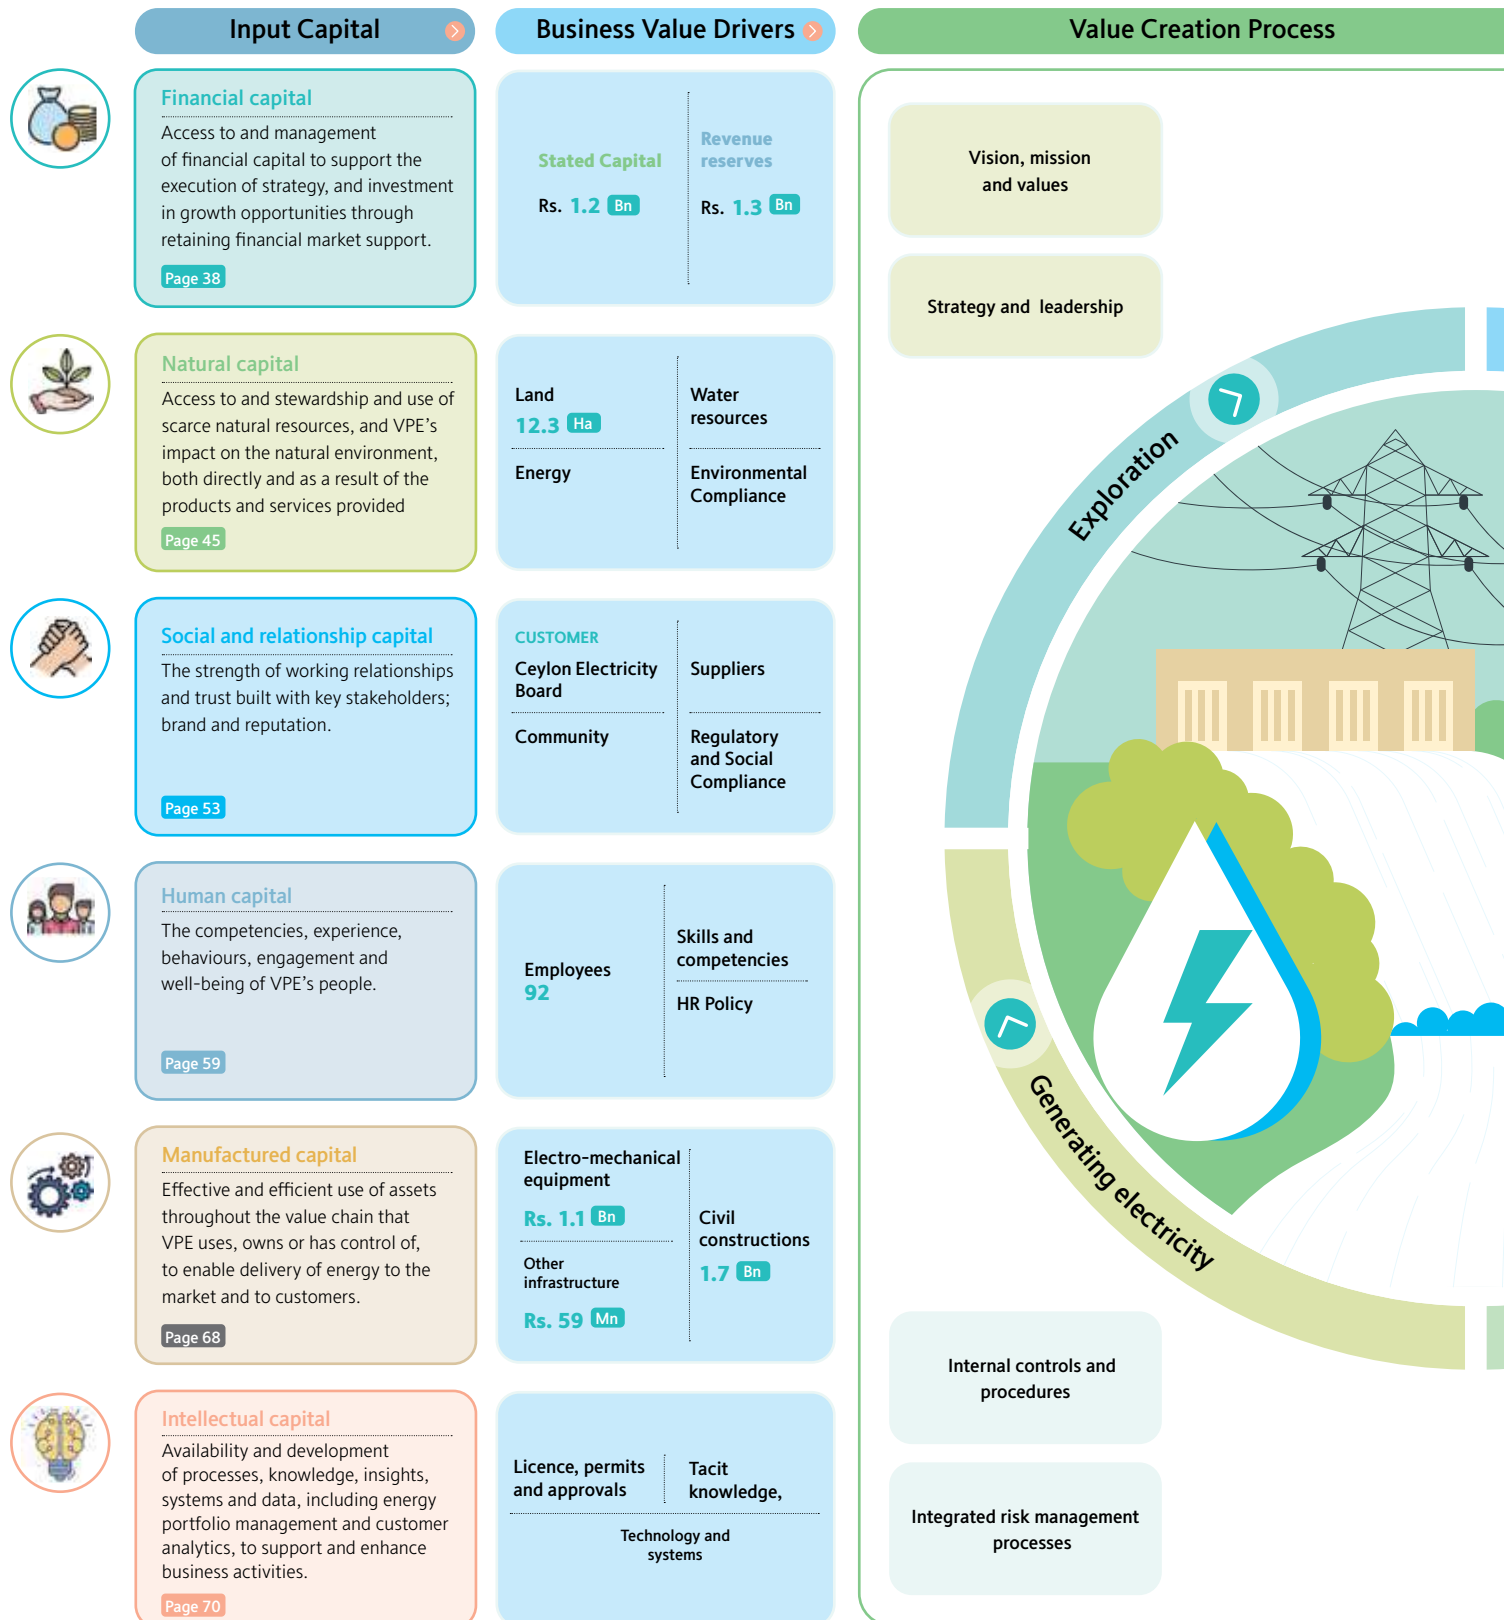 Input Capital
Business Value Drivers
Value Creation Process
Financial capital
Access to and management
of financial capital to support the
execution of strategy, and investment
in growth opportunities through
retaining financial market support.
Page 38
Stated Capital
Rs. 1.2 Bn
Revenue
reserves
Rs. 1.3 Bn
Natural capital
Access to and stewardship and use of
scarce natural resources, and VPE's
impact on the natural environment,
both directly and as a result of the
products and services provided
Page 45
Land
12.3 Ha
Water
resources
Energy
Environmental
Compliance
Social and relationship capital
The strength of working relationships
and trust built with key stakeholders;
brand and reputation.
Page 53
CUSTOMER
Ceylon Electricity
Board
Suppliers
Community
Regulatory
and Social
Compliance
Human capital
The competencies, experience,
behaviours, engagement and
well-being of VPE's people.
Page 59
Employees
92
Skills and
competencies
HR Policy
Manufactured capital
Effective and efficient use of assets
throughout the value chain that
VPE uses, owns or has control of,
to enable delivery of energy to the
market and to customers.
Page 68
Electro-mechanical
equipment
Rs. 1.1 Bn
Other
infrastructure
Rs. 59 Mn
Civil
constructions
1.7 Bn
Intellectual capital
Availability and development
of processes, knowledge, insights,
systems and data, including energy
portfolio management and customer
analytics, to support and enhance
business activities.
Page 70
Licence, permits
and approvals
Tacit
knowledge,
Technology and
systems
Vision, mission
and values
Strategy and leadership
Exploration
Generating electricity
Internal controls and
procedures
Integrated risk management
processes